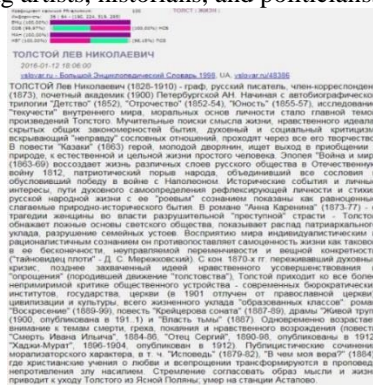 g artists, historians, and politicians
ТОЛСТОЙ ЛЕВ НИКОЛАЕВИЧ
2016-01-12 18:06:00
vslovar.ru - Большой Энциклопедический Словарь 1998, UA, vslovar.ru/48386
ТОЛСТОЙ Лев Николаевич (1828-1910) - граф, русский писатель, член-корреспондент
(1873), почетный академик (1900) Петербургской АН. Начиная с автобиографической
трилогии "Детство" (1852), "Отрочество" (1852-54), "Юность" (1855-57), исследование
"текучести" внутреннего мира, моральных основ личности стало главной темой
произведений Толстого. Мучительные поиски смысла жизни, нравственного идеала,
скрытых общих закономерностей бытия, духовный и социальный критицизм,
вскрывающий "неправду" сословных отношений, проходят через все его творчество.
В повести "Казаки" (1863) герой, молодой дворянин, ищет выход в приобщении к
природе, к естественной и цельной жизни простого человека. Эпопея "Война и мир"
(1863-69) воссоздает жизнь различных слоев русского общества в Отечественную
войну 1812, патриотический порыв народа, объединивший все сословия и
обусловивший победу в войне с Наполеоном. Исторические события и личные
интересы, пути духовного самоопределения рефлексирующей личности и стихия
русской народной жизни с ее "роевым" сознанием показаны как равноценные
слагаемые природно-исторического бытия. В романе "Анна Каренина" (1873-77) - о
трагедии женщины во власти разрушительной "преступной" страсти - Толстой
обнажает ложные основы светского общества, показывает распад патриархального
уклада, разрушение семейных устоев. Восприятию мира индивидуалистическим и
рационалистичным сознанием он противопоставляет самоценность жизни как таковой
в ее бесконечности, неуправляемой переменчивости и вещной конкретности
("тайновидец плоти" - Д. С. Мережковский). С кон. 1870-х гг. переживавший духовный
кризис, позднее захваченный идеей нравственного усовершенствования и
"опрощения" (породившей движение "толстовства"), Толстой приходит ко все более
непримиримой критике общественного устройства - современных бюрократических
институтов, государства, церкви (в 1901 отлучен от православной церкви),
цивилизации и культуры, всего жизненного уклада "образованных классов": роман
"Воскресение" (1889-99), повесть "Крейцерова соната" (1887-89), драмы "Живой труп"
(1900, опубликована в 1911) и "Власть тьмы" (1887). Одновременно возрастает
внимание к темам смерти, греха, покаяния и нравственного возрождения (повести
"Смерть Ивана Ильича", 1884-86, "Отец Сергий", 1890-98, опубликована в 1912,
"Хаджи-Мурат", 1896-1904, опубликована в 1912). Публицистические сочинения
морализаторского характера, в т. ч. "Исповедь" (1879-82), "В чем моя вера?" (1884),
где христианские учения о любви и всепрощении трансформируются в проповедь
непротивления злу насилием. Стремление согласовать образ мысли и жизни
приводит к уходу Толстого из Ясной Поляны; умер на станции Астапово.